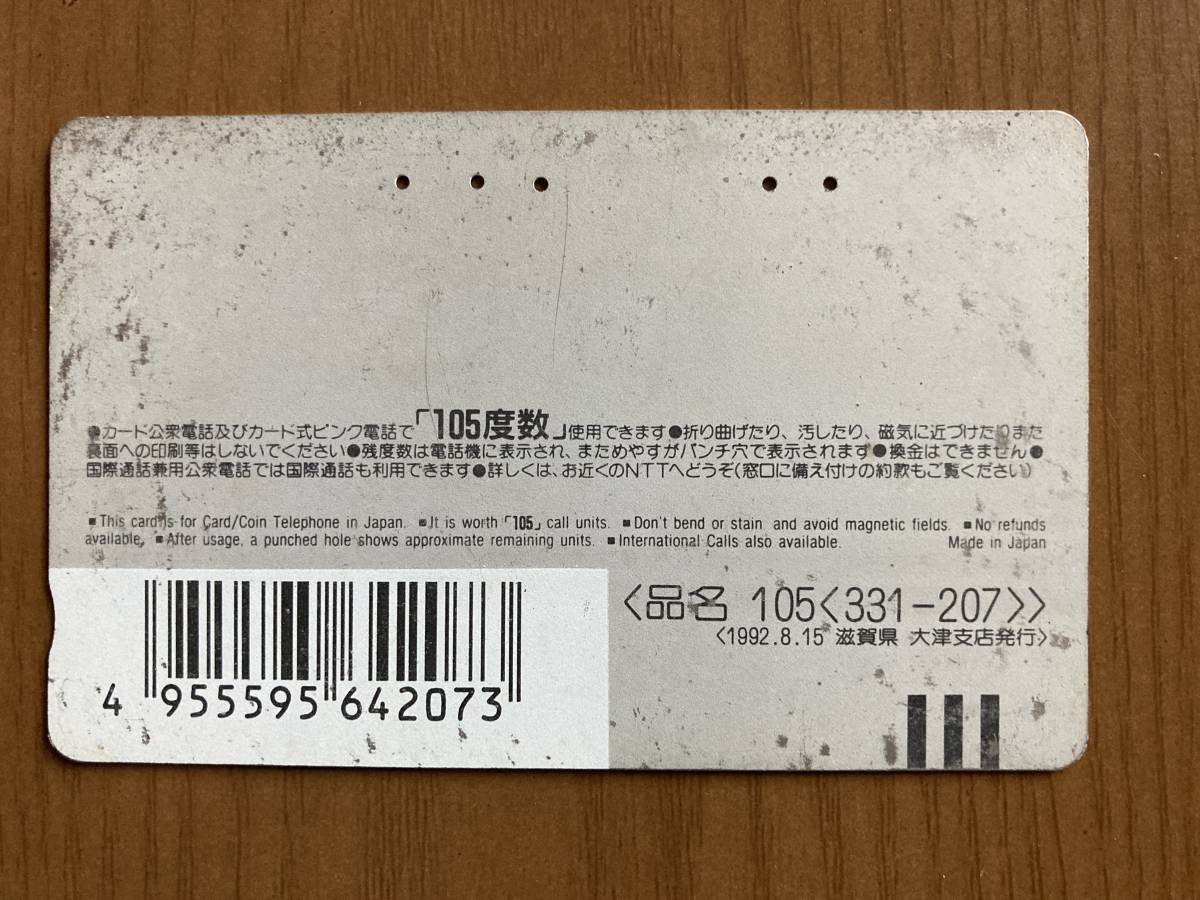 ●カード公衆電話及びカード式ピンク電話で「105度数」使用できます●折り曲げたり、汚したり、磁気に近づけたりまた
裏面への印刷等はしないでください●残度数は電話機に表示され、まためやすがパンチ穴で表示されます●換金はできません●
国際通話兼用公衆電話では国際通話も利用できます●詳しくは、お近くのNTTへどうぞ(窓口に備え付けの約款もご覧ください)
■This card is for Card/Coin Telephone in Japan. ■It is worth「105」call units. ■Don't bend or stain and avoid magnetic fields. ■No refunds
available. ■After usage, a punched hole shows approximate remaining units. ■International Calls also available. Made in Japan
〈品名 105〈331-207〉〉
〈1992.8.15 滋賀県 大津支店発行〉
4 955595 642073